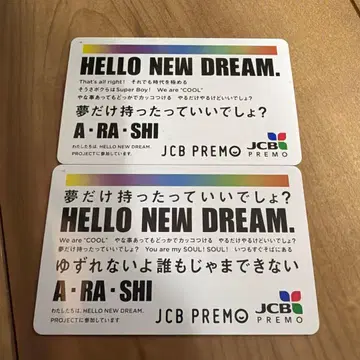 HELLO NEW DREAM.
That's all right! それでも時代を極める
そうさボクらはSuper Boy! We are "COOL"
やな事あってもどっかでカッコつける やるだけやるけどいいでしょ?
夢だけ持ったっていいでしょ?
A・RA・SHI
わたしたちは、HELLO NEW DREAM.
PROJECTに参加しています。
JCB PREMO
JCB
PREMO
夢だけ持ったっていいでしょ?
HELLO NEW DREAM.
We are "COOL" やな事あってもどっかでカッコつける やるだけやるけどいいでしょ?
夢だけ持ったっていいでしょ? You are my SOUL! SOUL! いつもすぐそばにある
ゆずれないよ誰もじゃまできない
A・RA・SHI
わたしたちは、HELLO NEW DREAM.
PROJECTに参加しています
JCB PREMO
JCB
PREMO